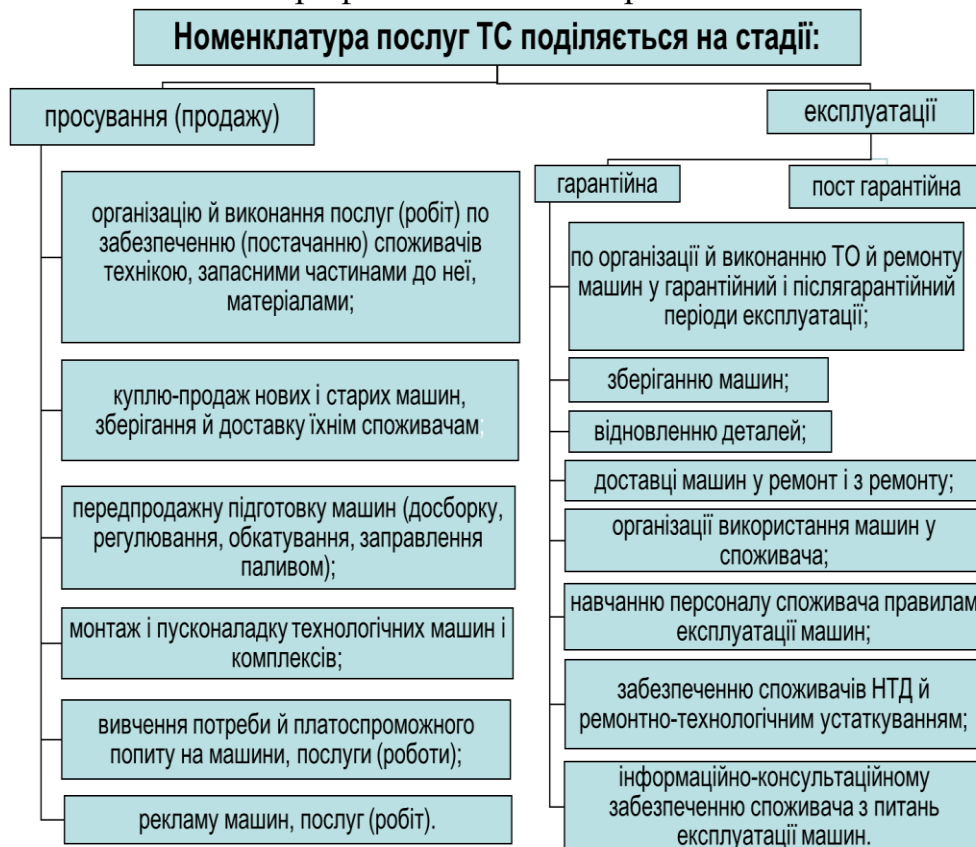 Номенклатура послуг ТС поділяється на стадії:
просування (продажу)
організацію й виконання послуг (робіт) по
забезпеченню (постачанню) споживачів
технікою, запасними частинами до неї,
матеріалами;
куплю-продаж нових і старих машин,
зберігання й доставку їхнім споживачам;
передпродажну підготовку машин (досборку,
регулювання, обкатування, заправлення
паливом);
монтаж і пусконаладку технологічних машин і
комплексів;
вивчення потреби й платоспроможного
попиту на машини, послуги (роботи);
рекламу машин, послуг (робіт).
експлуатації
гарантійна
пост гарантійна
по організації й виконанню ТО й ремонту
машин у гарантійний і післягарантійний
періоди експлуатації;
зберіганню машин;
відновленню деталей;
доставці машин у ремонт і з ремонту;
організації використання машин у
споживача;
навчанню персоналу споживача правилам
експлуатації машин;
забезпеченню споживачів НТД й
ремонтно-технологічним устаткуванням;
інформаційно-консультаційному
забезпеченню споживача з питань
експлуатації машин.